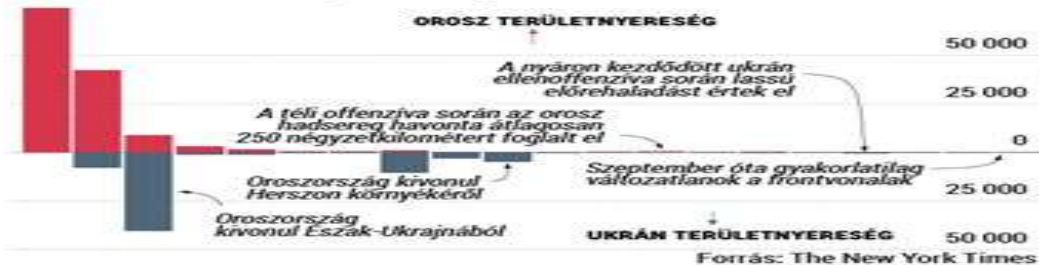 OROSZ TERÜLETNYERESÉG
50 000
A nyáron kezdődött ukrán
ellenoffenzíva során lassú
előrehaladást értek el
25 000
A téli offenzíva során az orosz
hadsereg havonta átlagosan
250 négyzetkilométert foglalt el
0
Oroszország kivonul
Herszon környékéről
Szeptember óta gyakorlatilag
változatlanok a frontvonalak
25 000
Oroszország
kivonul Észak-Ukrajnából
UKRÁN TERÜLETNYERESÉG
50 000
Forrás: The New York Times